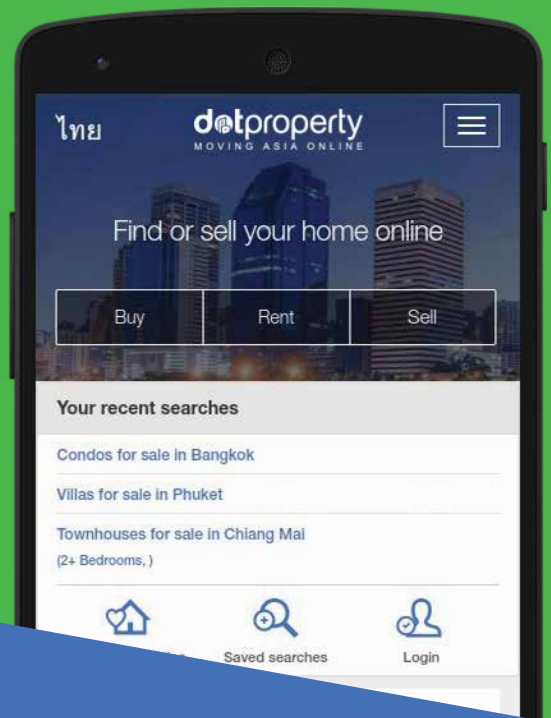 ไทย
dotproperty
MOVING ASIA ONLINE
Find or sell your home online
Buy Rent Sell
Your recent searches
Condos for sale in Bangkok
Villas for sale in Phuket
Townhouses for sale in Chiang Mai
(2+ Bedrooms, )
Saved searches Login